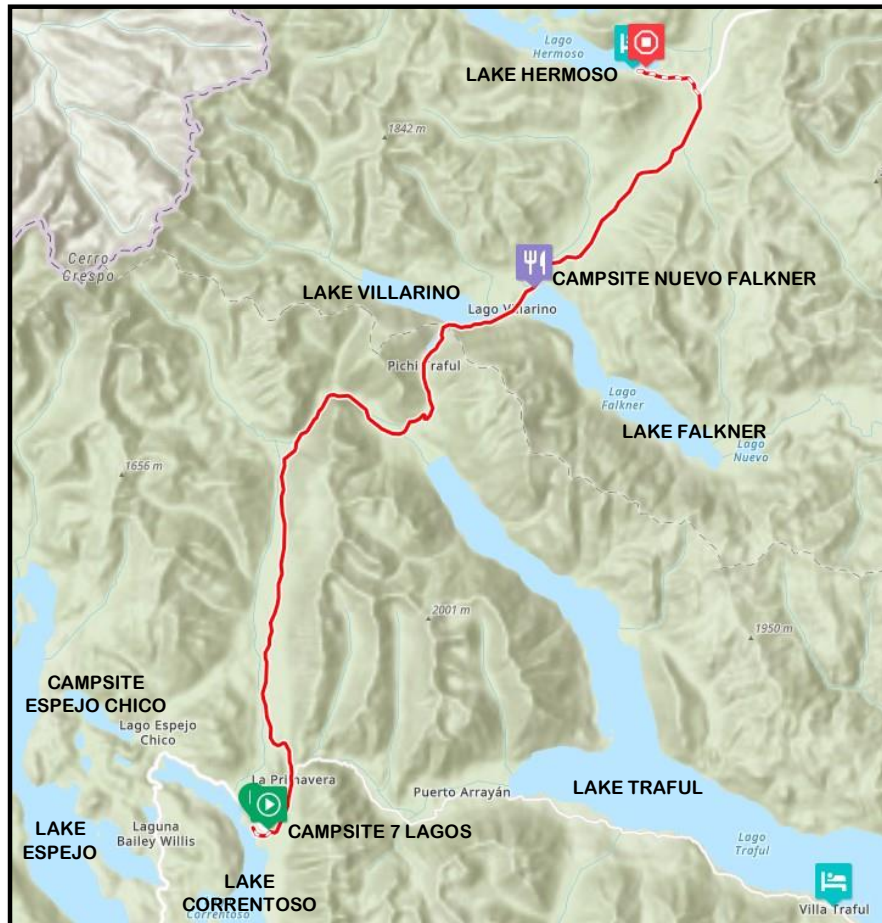 Lago
Hermoso
LAKE HERMOSO
1842 m
Cerro
Crespo
CAMPSITE NUEVO FALKNER
LAKE VILLARINO
Lago Villarino
Pichi Traful
Lago
Falkner
LAKE FALKNER
Lago
Nuevo
1656 m
2001 m
1950 m
CAMPSITE
ESPEJO CHICO
Lago Espejo
Chico
La Primavera
Puerto Arrayán
LAKE TRAFUL
CAMPSITE 7 LAGOS
LAKE
ESPEJO
Laguna
Bailey Willis
Lago
Traful
LAKE
CORRENTOSO
Correntoso
Villa Traful